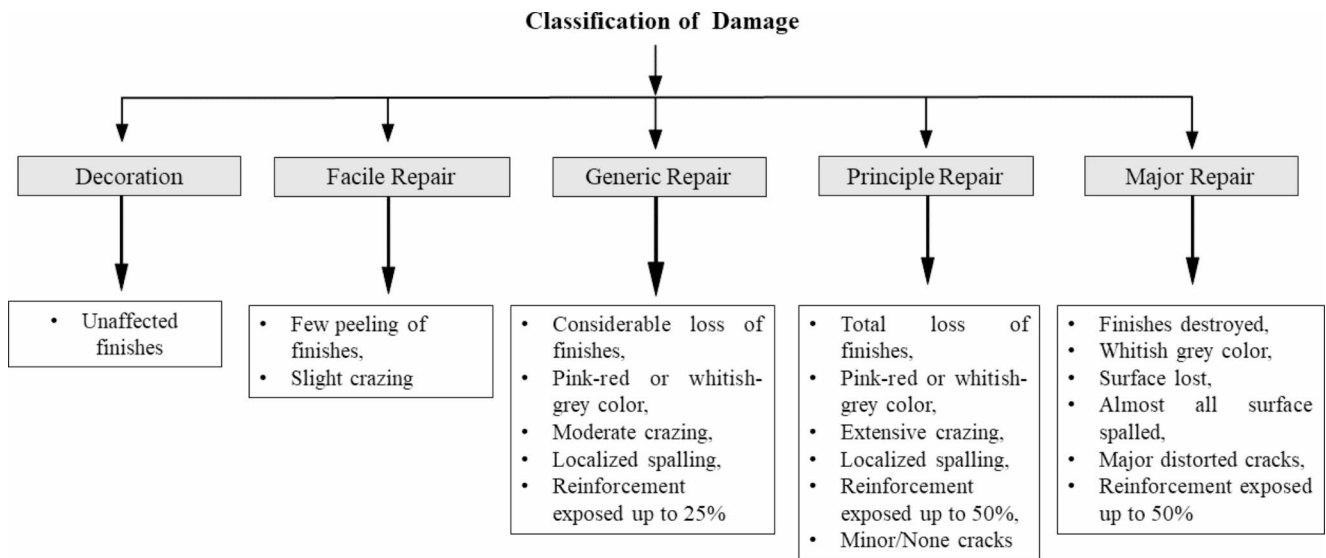 Classification of Damage
Decoration
Facile Repair
Generic Repair
Principle Repair
Major Repair
• Unaffected
finishes
• Few peeling of
finishes,
• Slight crazing
• Considerable loss of
finishes,
• Pink-red or whitish-
grey color,
• Moderate crazing,
• Localized spalling,
• Reinforcement
exposed up to 25%
• Total loss of
finishes,
• Pink-red or whitish-
grey color,
• Extensive crazing,
• Localized spalling,
• Reinforcement
exposed up to 50%,
• Minor/None cracks
• Finishes destroyed,
• Whitish grey color,
• Surface lost,
• Almost all surface
spalled,
• Major distorted cracks,
• Reinforcement exposed
up to 50%